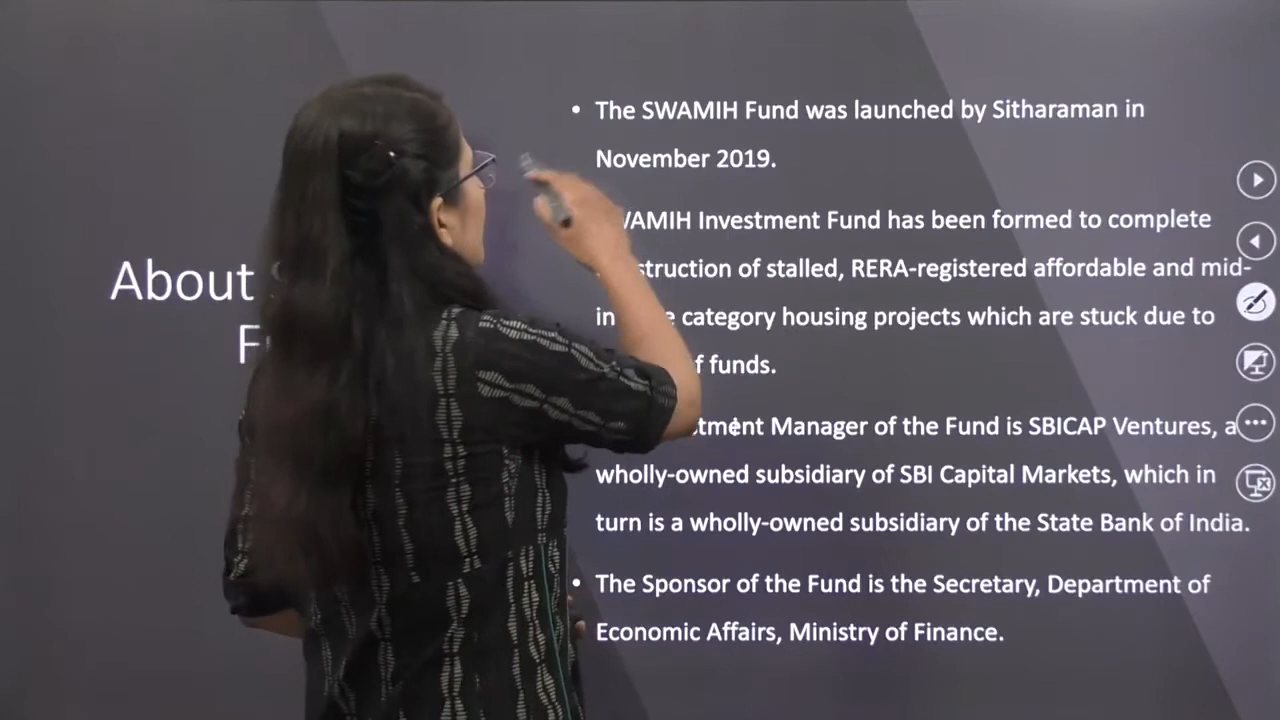 About
• The SWAMIH Fund was launched by Sitharaman in
November 2019.
Investment Fund has been formed to complete
of stalled, RERA-registered affordable and mid-
category housing projects which are stuck due to
funds.
Manager of the Fund is SBICAP Ventures, a
wholly-owned subsidiary of SBI Capital Markets, which in
turn is a wholly-owned subsidiary of the State Bank of India.
• The Sponsor of the Fund is the Secretary, Department of
Economic Affairs, Ministry of Finance.